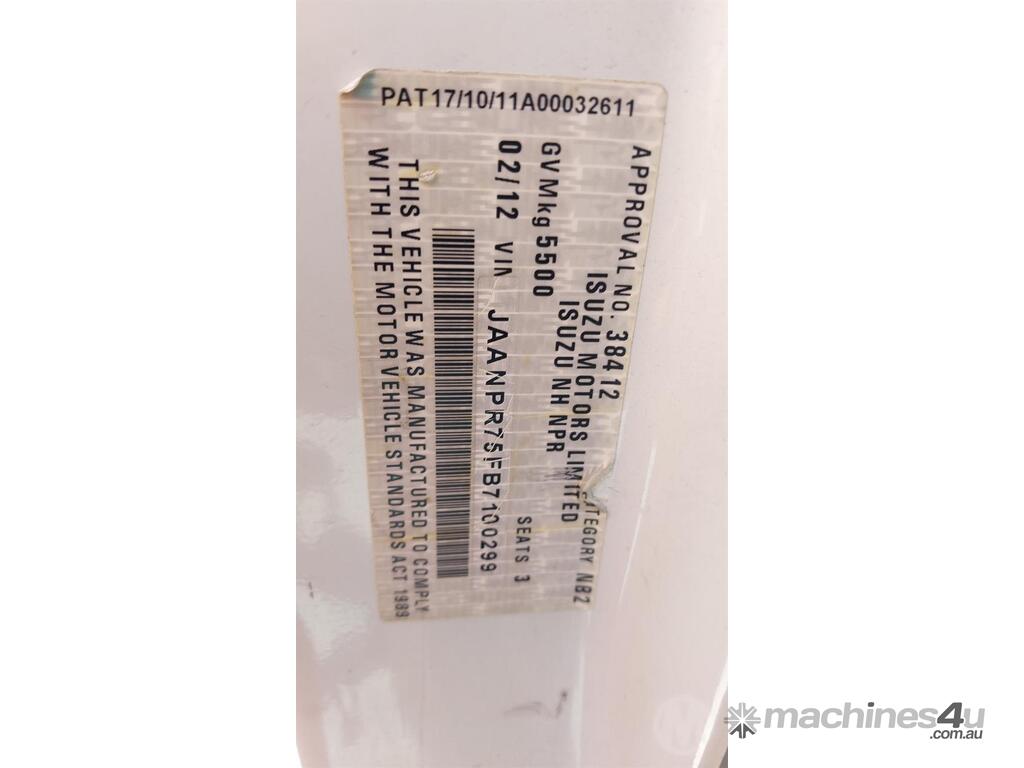 PAT17/10/11A00032611
APPROVAL NO. 38412
ISUZU MOTORS LIMITED
ISUZU NH NPR
CATEGORY NB2
GVMkg 5500
SEATS 3
02/12 VIN JAANPR75FB7100299
THIS VEHICLE WAS MANUFACTURED TO COMPLY
WITH THE MOTOR VEHICLE STANDARDS ACT 1989
machines4u
.com.au